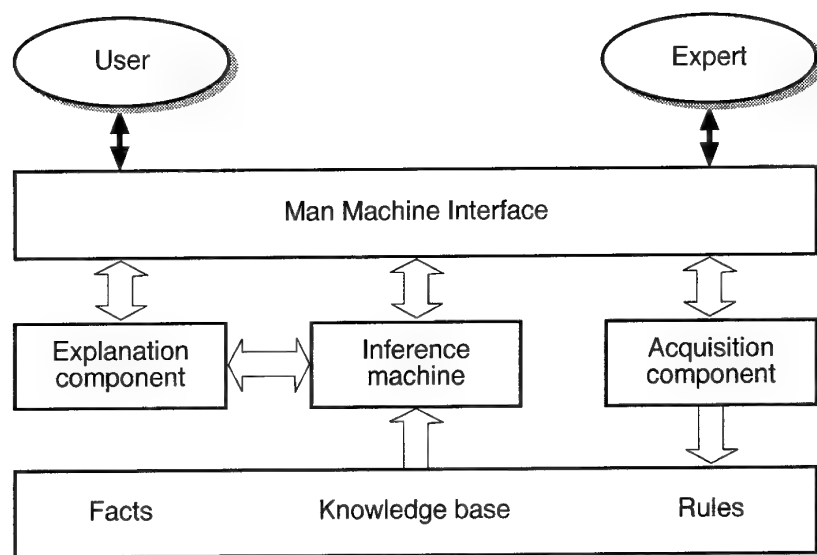 User
Expert
Man Machine Interface
Explanation
component
Inference
machine
Acquisition
component
Facts
Knowledge base
Rules